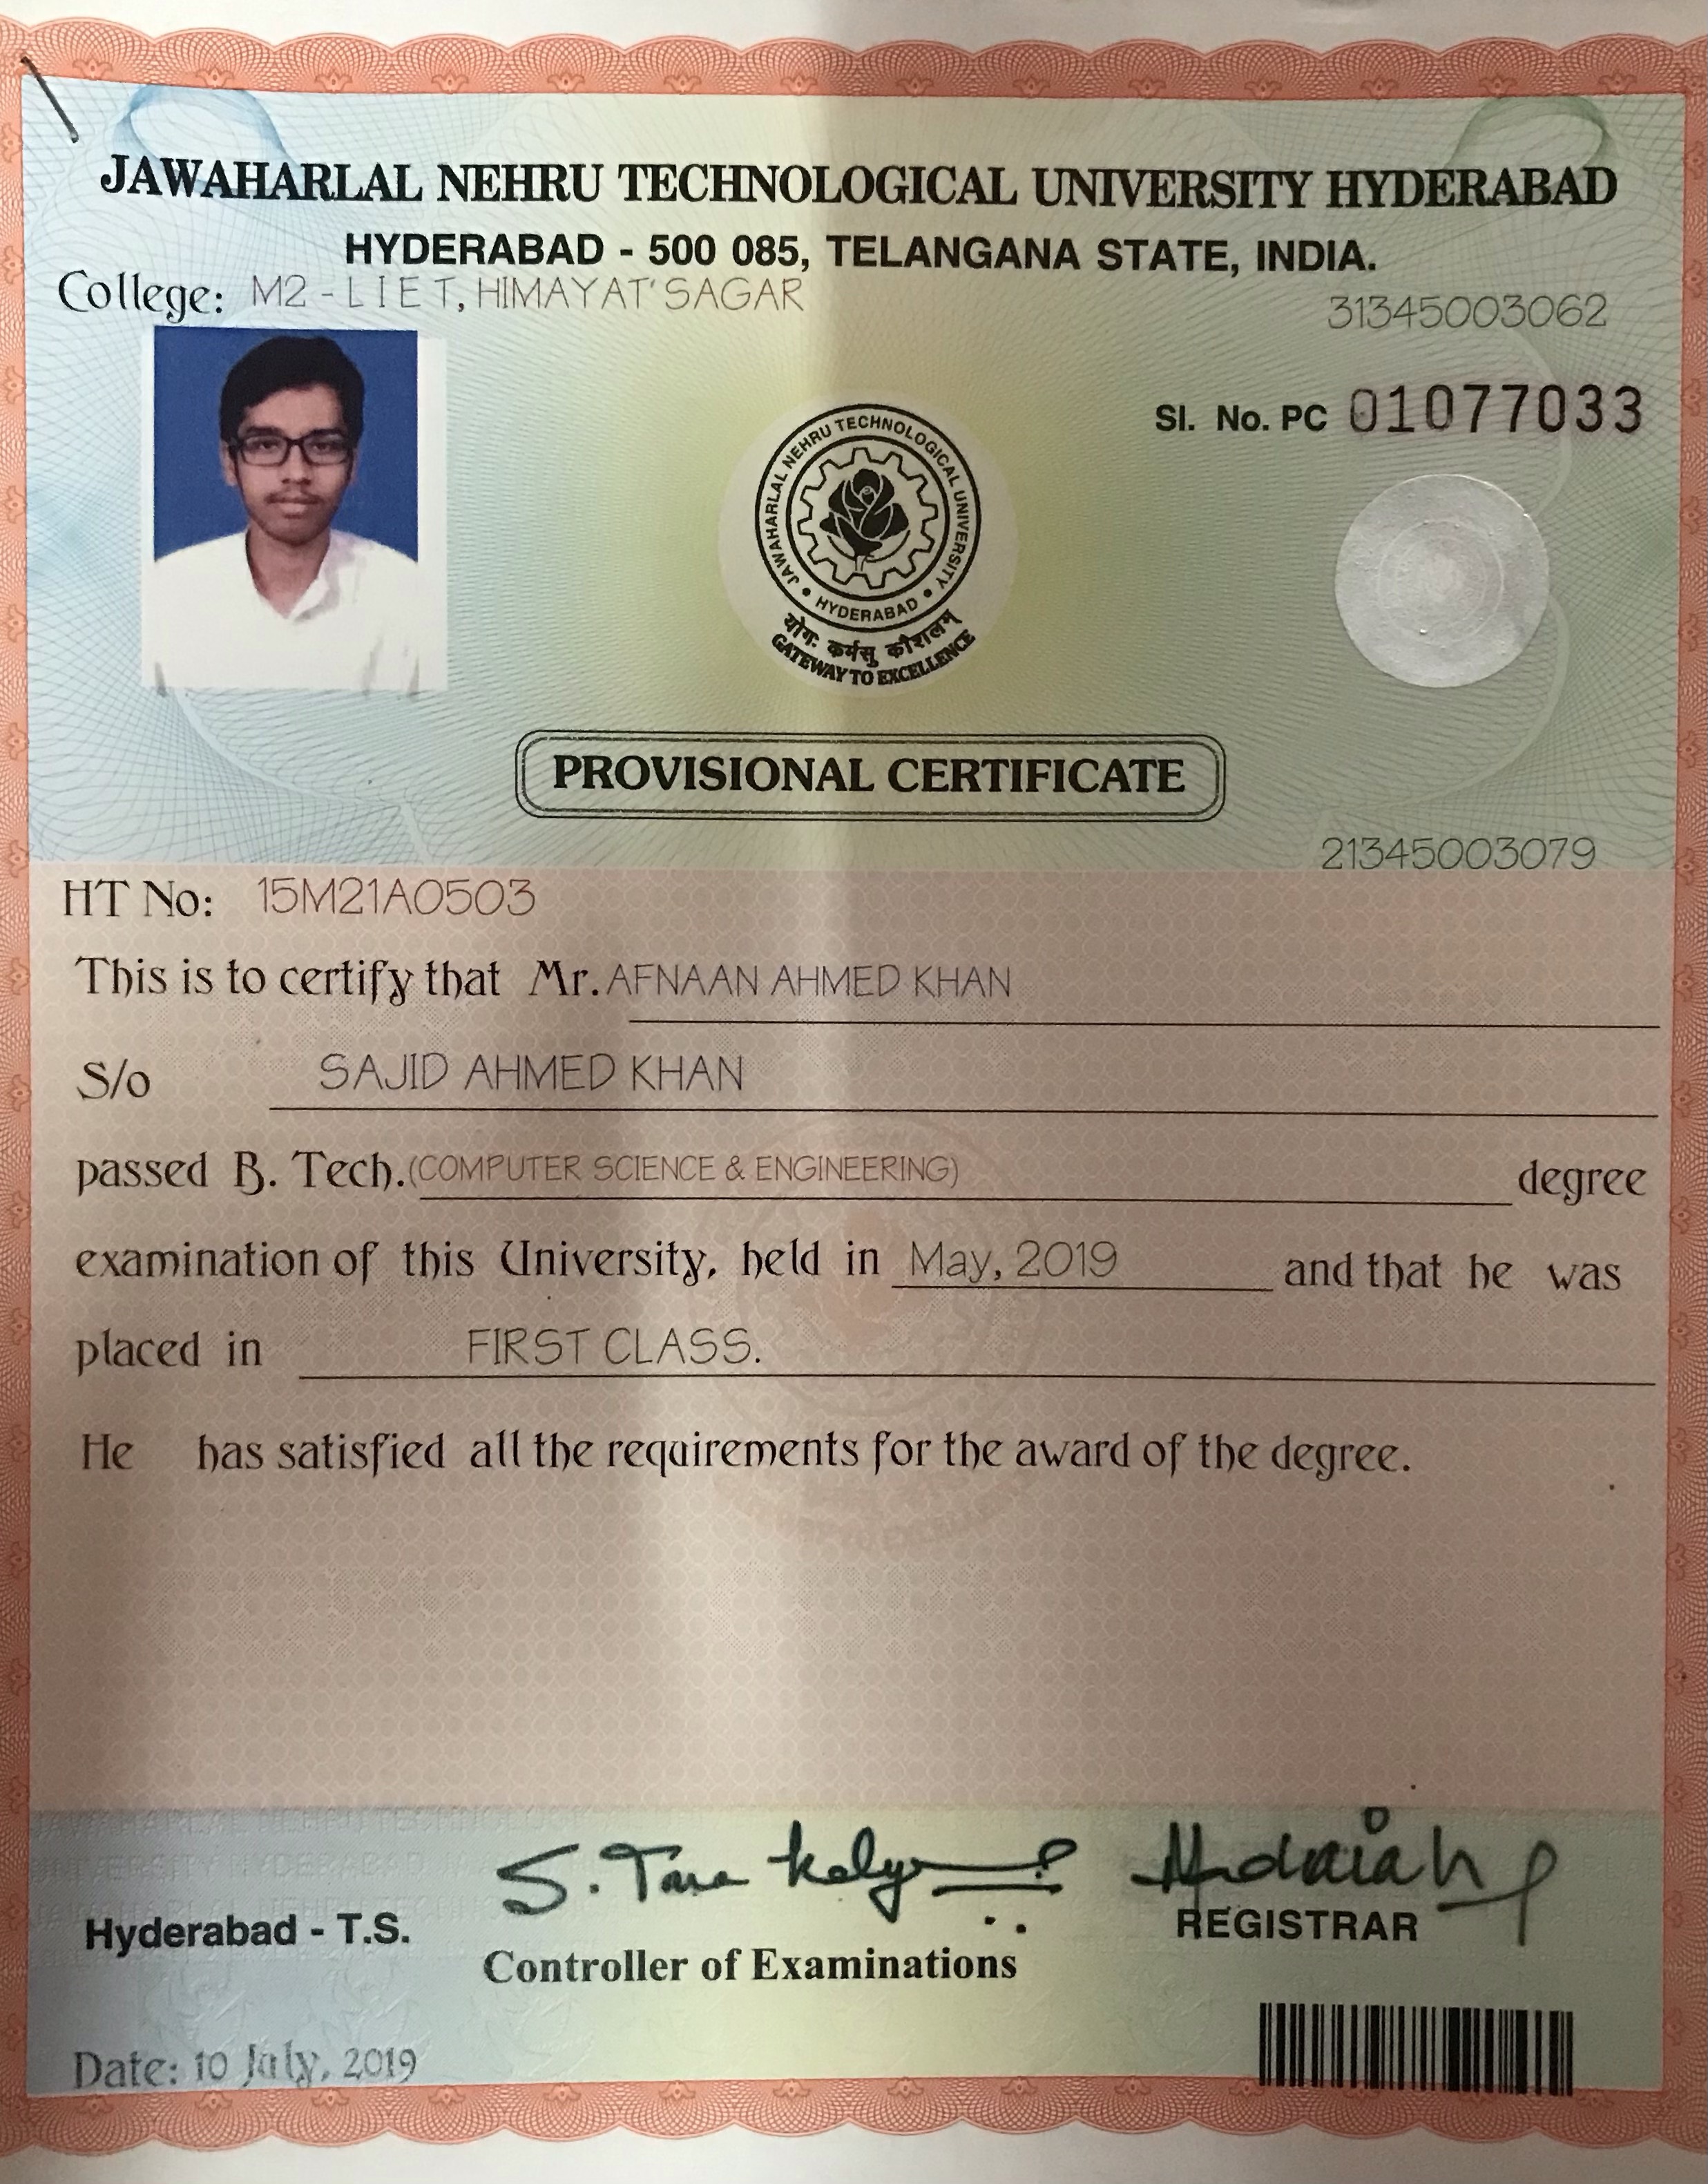 JAWAHARLAL NEHRU TECHNOLOGICAL UNIVERSITY HYDERABAD
HYDERABAD - 500 085, TELANGANA STATE, INDIA.
College: M2 - L I E T, HIMAYAT'SAGAR
31345003062
Sl. No. PC 01077033
JAWAHARLAL NEHRU TECHNOLOGICAL UNIVERSITY
• HYDERABAD •
योगः कर्मसु कौशलम्
GATEWAY TO EXCELLENCE
PROVISIONAL CERTIFICATE
21345003079
HT No: 15M21A0503
This is to certify that Mr. AFNAAN AHMED KHAN
S/o SAJID AHMED KHAN
passed B. Tech. (COMPUTER SCIENCE & ENGINEERING) degree
examination of this University, held in May, 2019 and that he was
placed in FIRST CLASS.
He has satisfied all the requirements for the award of the degree.
S. Tara
Hyderabad - T.S.
Controller of Examinations
REGISTRAR
Date: 10 July, 2019